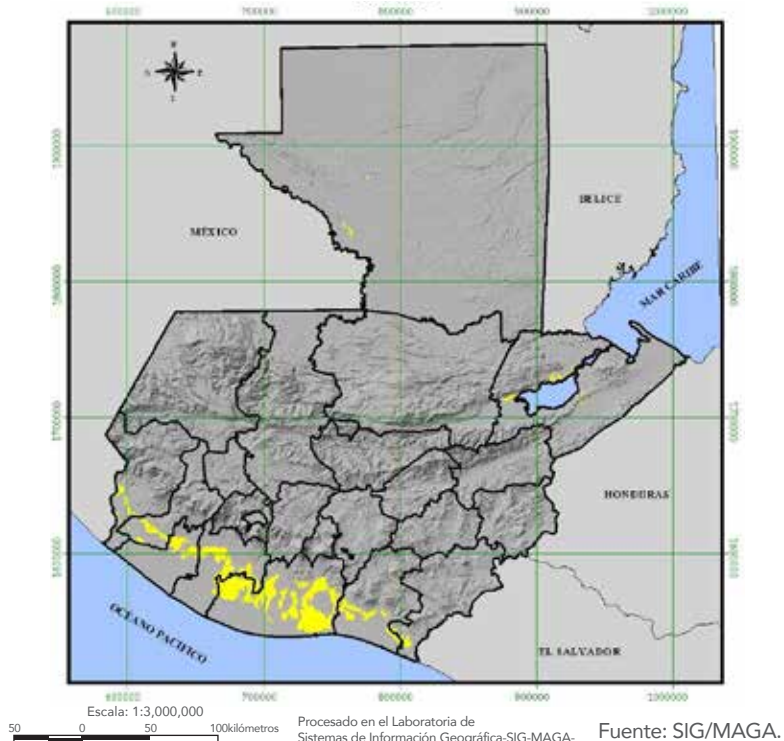 600000 700000 800000 900000 1000000
N
E
MÉXICO
BELICE
MAR CARIBE
HONDURAS
OCEANO PACÍFICO
EL SALVADOR
600000 700000 800000 900000 1000000
Escala: 1:3,000,000
50 0 50 100kilómetros
Procesado en el Laboratoria de
Sistemas de Información Geográfica-SIG-MAGA-
Fuente: SIG/MAGA.